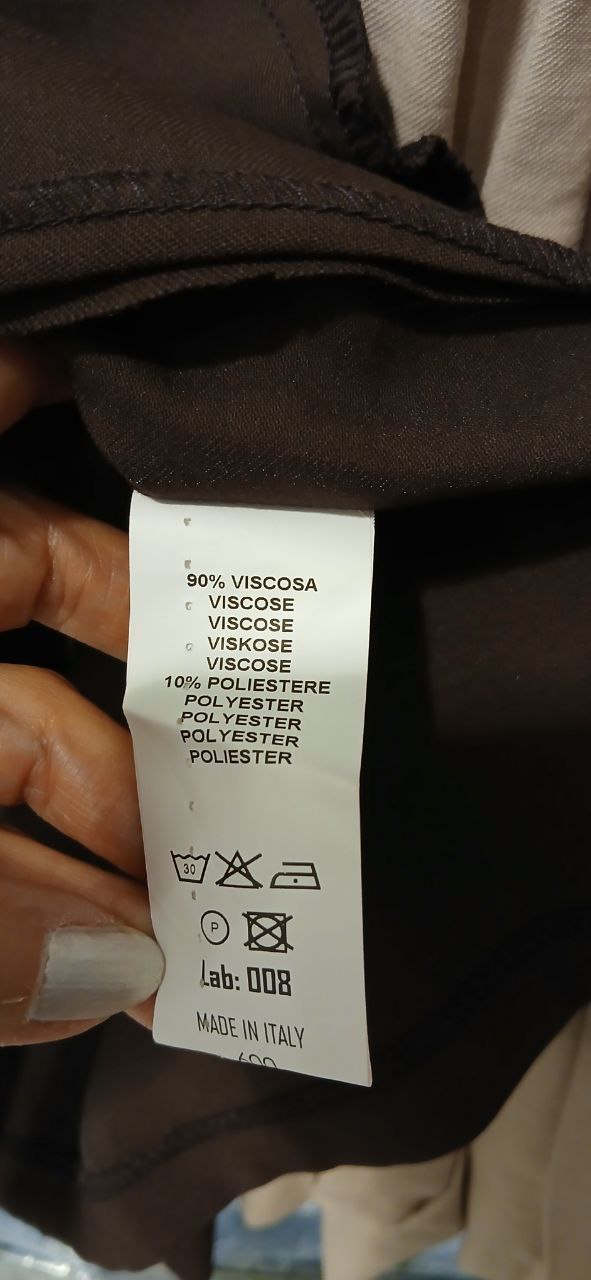 90% VISCOSA
VISCOSE
VISCOSE
VISKOSE
VISCOSE
10% POLIESTERE
POLYESTER
POLYESTER
POLYESTER
POLIESTER
30
P
Lab: 008
MADE IN ITALY